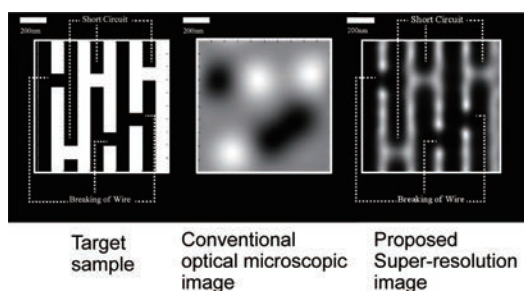 Short Circuit
200nm
Breaking of Wire
200nm
Short Circuit
200nm
Breaking of Wire
Target
sample
Conventional
optical microscopic
image
Proposed
Super-resolution
image